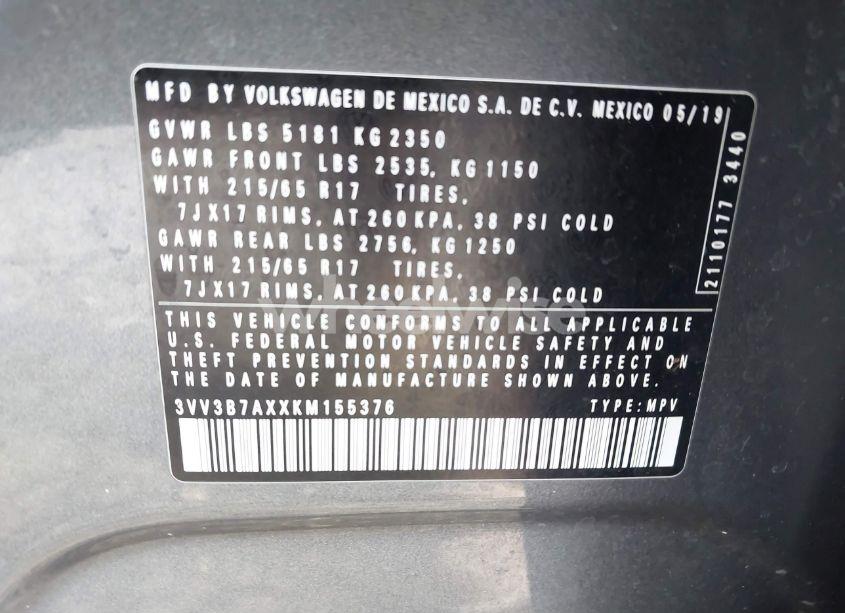 MFD BY VOLKSWAGEN DE MEXICO S.A. DE C.V. MEXICO 05/19
GVWR LBS 5181 KG 2350
GAWR FRONT LBS 2535, KG 1150
WITH 215/65 R17 TIRES,
7JX17 RIMS, AT 260 KPA, 38 PSI COLD
GAWR REAR LBS 2756, KG 1250
WITH 215/65 R17 TIRES,
7JX17 RIMS, AT 260 KPA, 38 PSI COLD
2110177 3440
wheelwise
THIS VEHICLE CONFORMS TO ALL APPLICABLE
U.S. FEDERAL MOTOR VEHICLE SAFETY AND
THEFT PREVENTION STANDARDS IN EFFECT ON
THE DATE OF MANUFACTURE SHOWN ABOVE.
3VV3B7AXXKM155376 TYPE: MPV